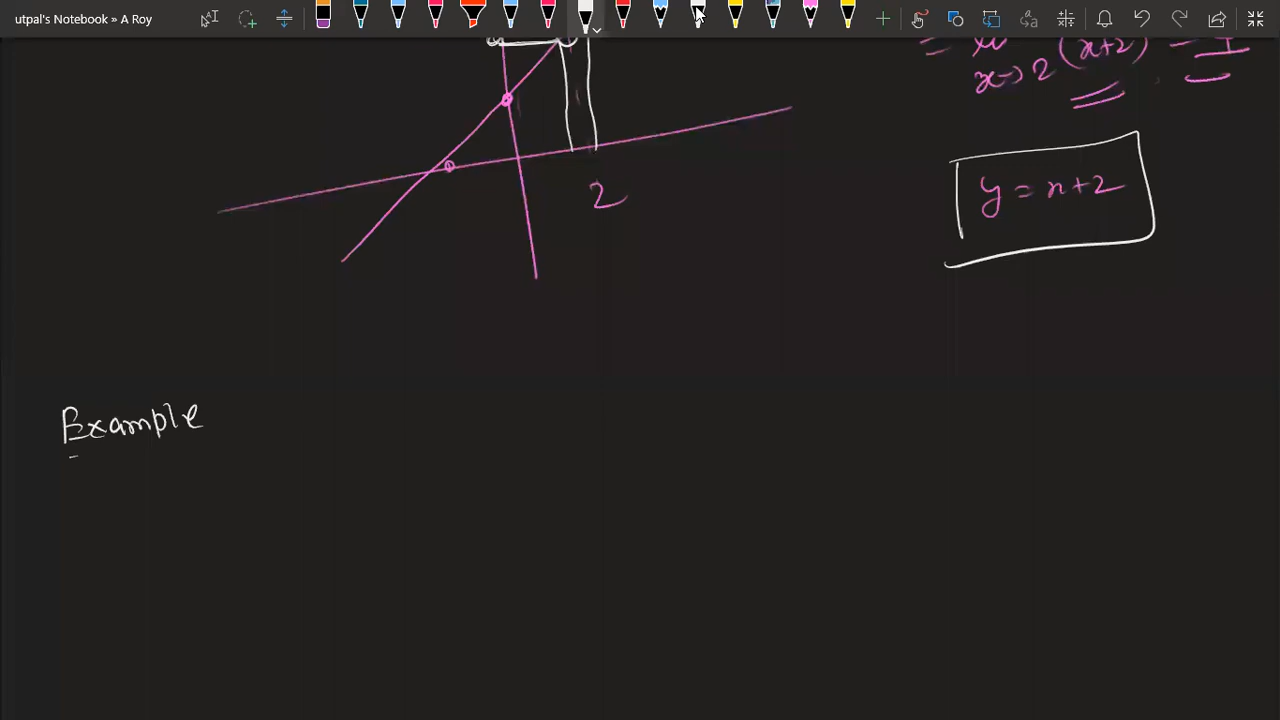 utpal's Notebook » A Roy
x→2 (x+2)
2
y = x+2
Example